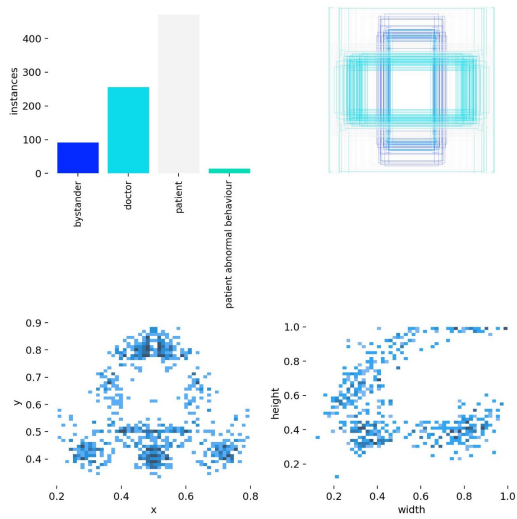 instances
400
300
200
100
0
bystander
doctor
patient
patient abnormal behaviour
y
0.9
0.8
0.7
0.6
0.5
0.4
0.2 0.4 0.6 0.8
x
height
1.0
0.8
0.6
0.4
0.2
0.2 0.4 0.6 0.8 1.0
width